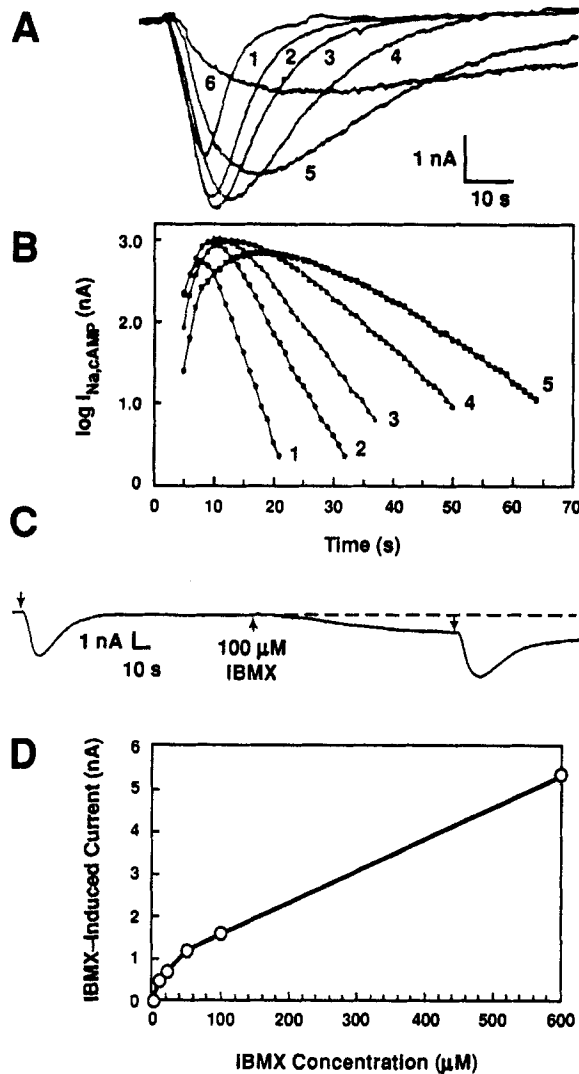 A
1
2
3
4
6
5
1 nA
10 s
B
log I Na,cAMP (nA)
3.0
2.0
1.0
0
1
2
3
4
5
0 10 20 30 40 50 60 70
Time (s)
C
1 nA
10 s
100 µM
IBMX
D
IBMX–Induced Current (nA)
6
5
4
3
2
1
0
0 100 200 300 400 500 600
IBMX Concentration (µM)